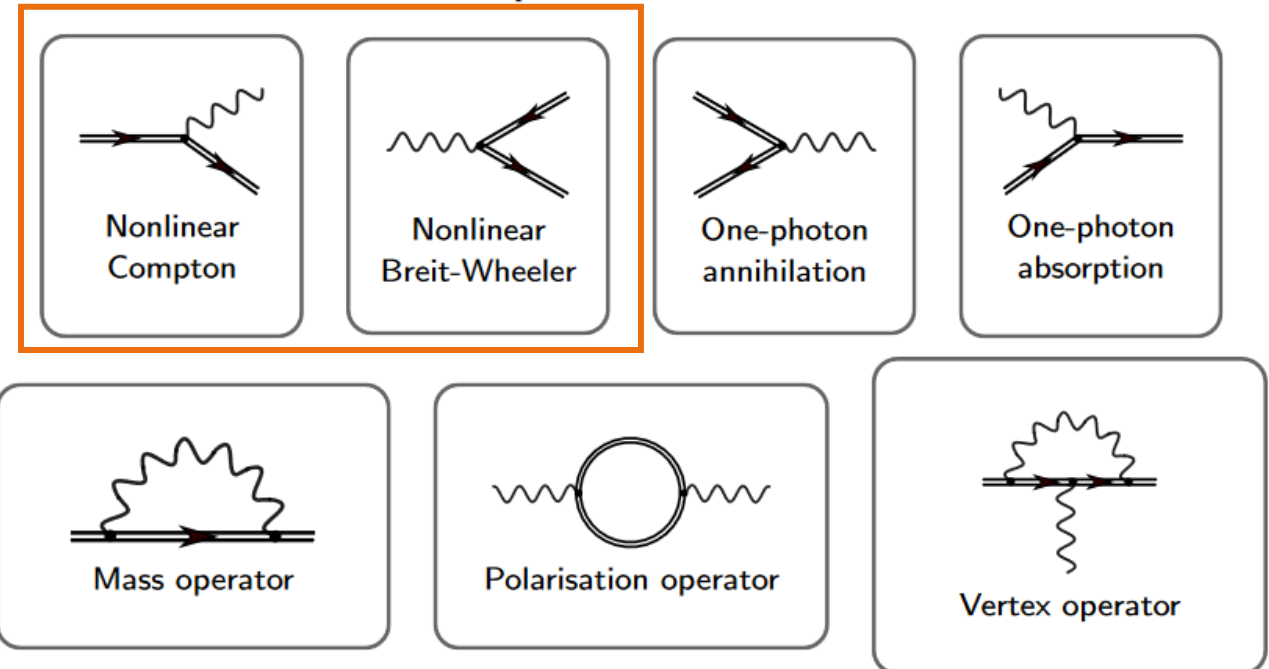 Nonlinear
Compton
Nonlinear
Breit-Wheeler
One-photon
annihilation
One-photon
absorption
Mass operator
Polarisation operator
Vertex operator